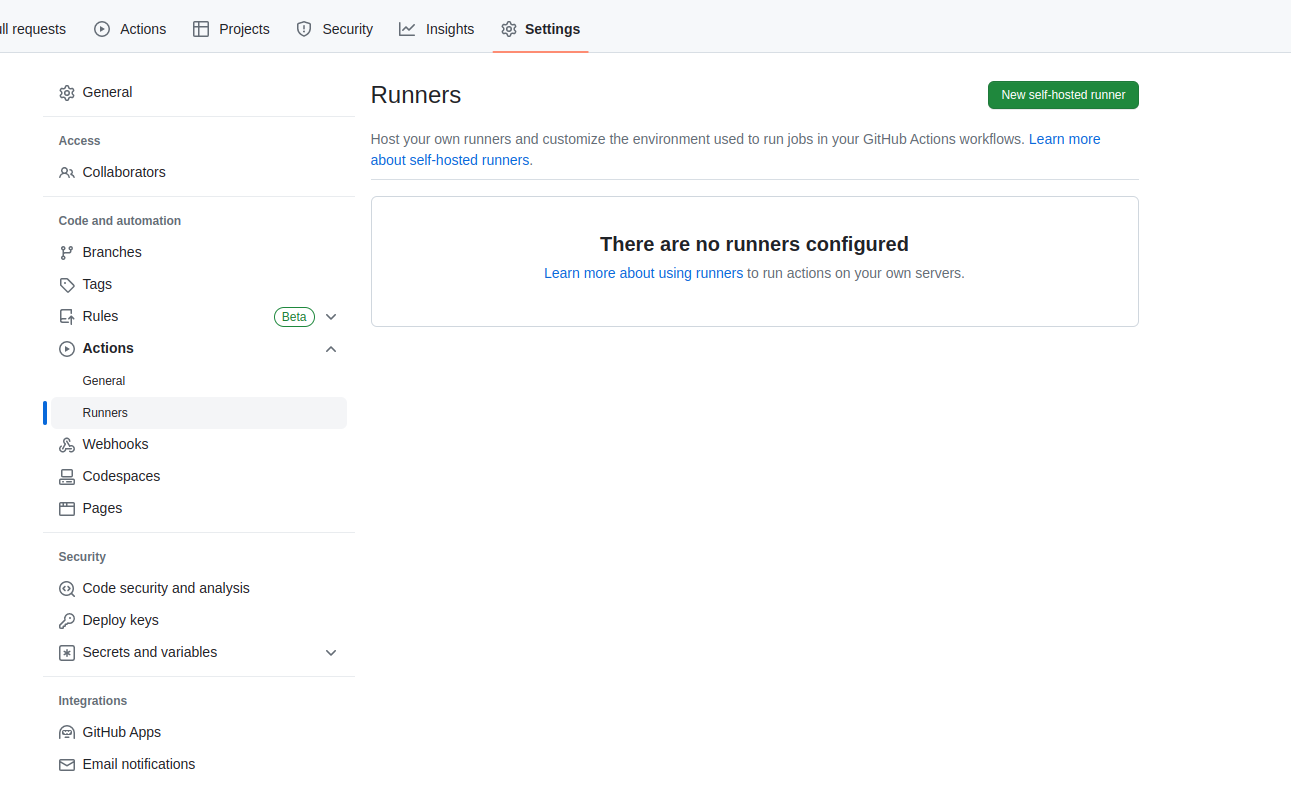 ll requests Actions Projects Security Insights Settings
General
Access
Collaborators
Code and automation
Branches
Tags
Rules Beta
Actions
General
Runners
Webhooks
Codespaces
Pages
Security
Code security and analysis
Deploy keys
Secrets and variables
Integrations
GitHub Apps
Email notifications
Runners
New self-hosted runner
Host your own runners and customize the environment used to run jobs in your GitHub Actions workflows. Learn more
about self-hosted runners.
There are no runners configured
Learn more about using runners to run actions on your own servers.